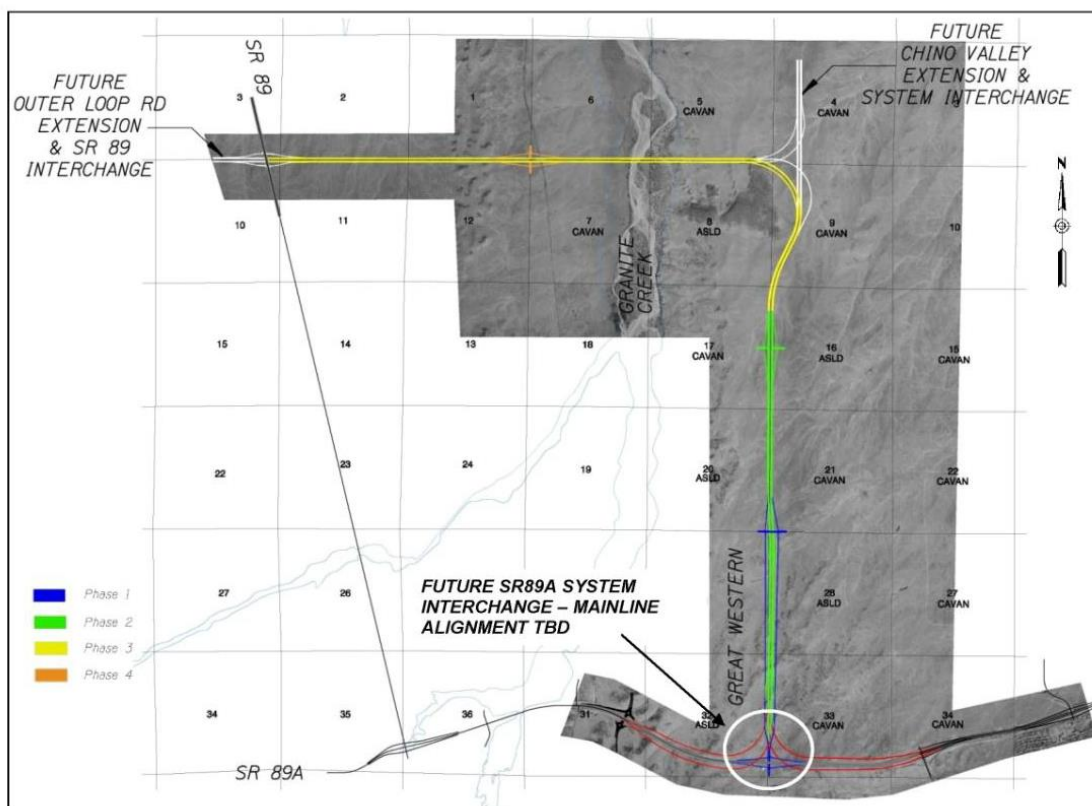 FUTURE
OUTER LOOP RD
EXTENSION
& SR 89
INTERCHANGE
SR 89
FUTURE
CHINO VALLEY
EXTENSION &
SYSTEM INTERCHANGE
3
2
1
6
5
CAVAN
4
CAVAN
N
10
11
12
7
CAVAN
8
ASLD
9
CAVAN
10
GRANITE
CREEK
15
14
13
18
17
CAVAN
16
ASLD
15
CAVAN
22
23
24
19
20
ASLD
21
CAVAN
22
CAVAN
GREAT WESTERN
27
26
28
ASLD
27
CAVAN
Phase 1
Phase 2
Phase 3
Phase 4
FUTURE SR89A SYSTEM
INTERCHANGE – MAINLINE
ALIGNMENT TBD
34
35
36
31
32
ASLD
33
CAVAN
34
CAVAN
SR 89A